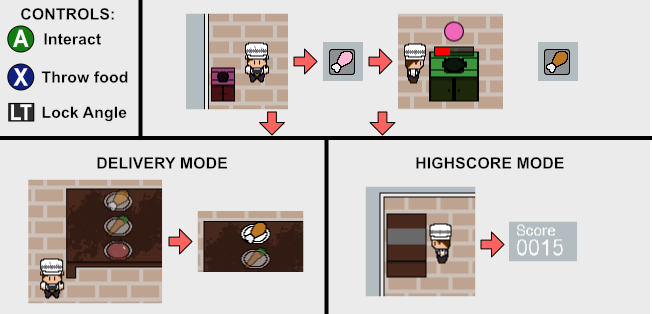 CONTROLS:
A Interact
X Throw food
LT Lock Angle
DELIVERY MODE
HIGHSCORE MODE
Score
0015